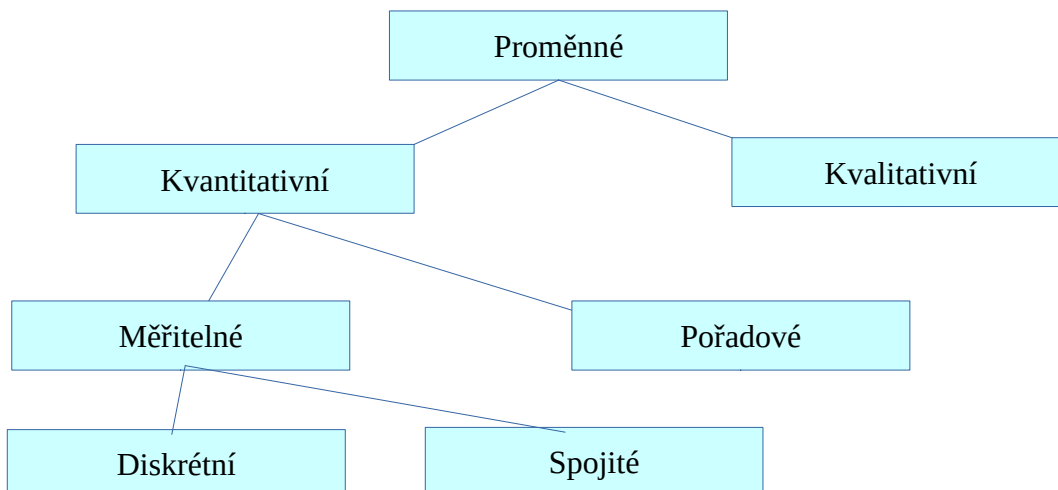 Proměnné
Kvantitativní
Kvalitativní
Měřitelné
Pořadové
Diskrétní
Spojité